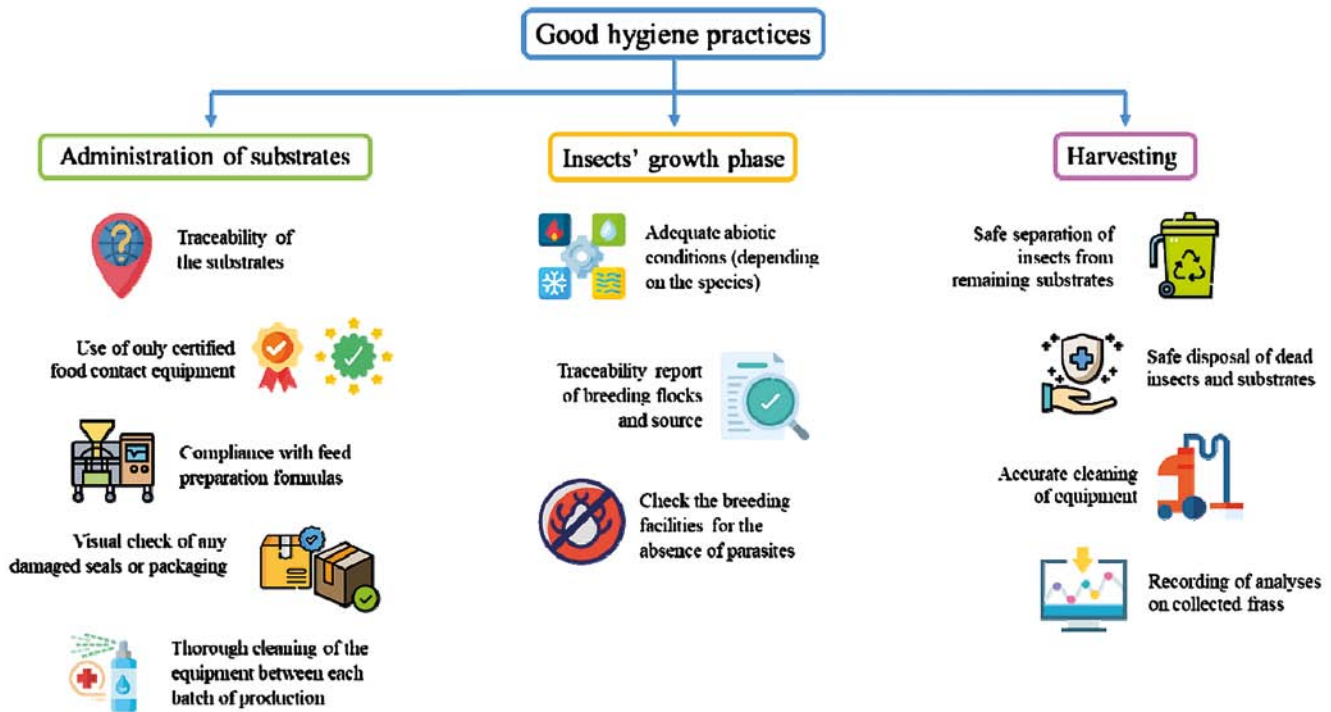 Good hygiene practices
Administration of substrates
Traceability of
the substrates
Use of only certified
food contact equipment
Compliance with feed
preparation formulas
Visual check of any
damaged seals or packaging
Thorough cleaning of the
equipment between each
batch of production
Insects' growth phase
Adequate abiotic
conditions (depending
on the species)
Traceability report
of breeding flocks
and source
Check the breeding
facilities for the
absence of parasites
Harvesting
Safe separation of
insects from
remaining substrates
Safe disposal of dead
insects and substrates
Accurate cleaning
of equipment
Recording of analyses
on collected frass